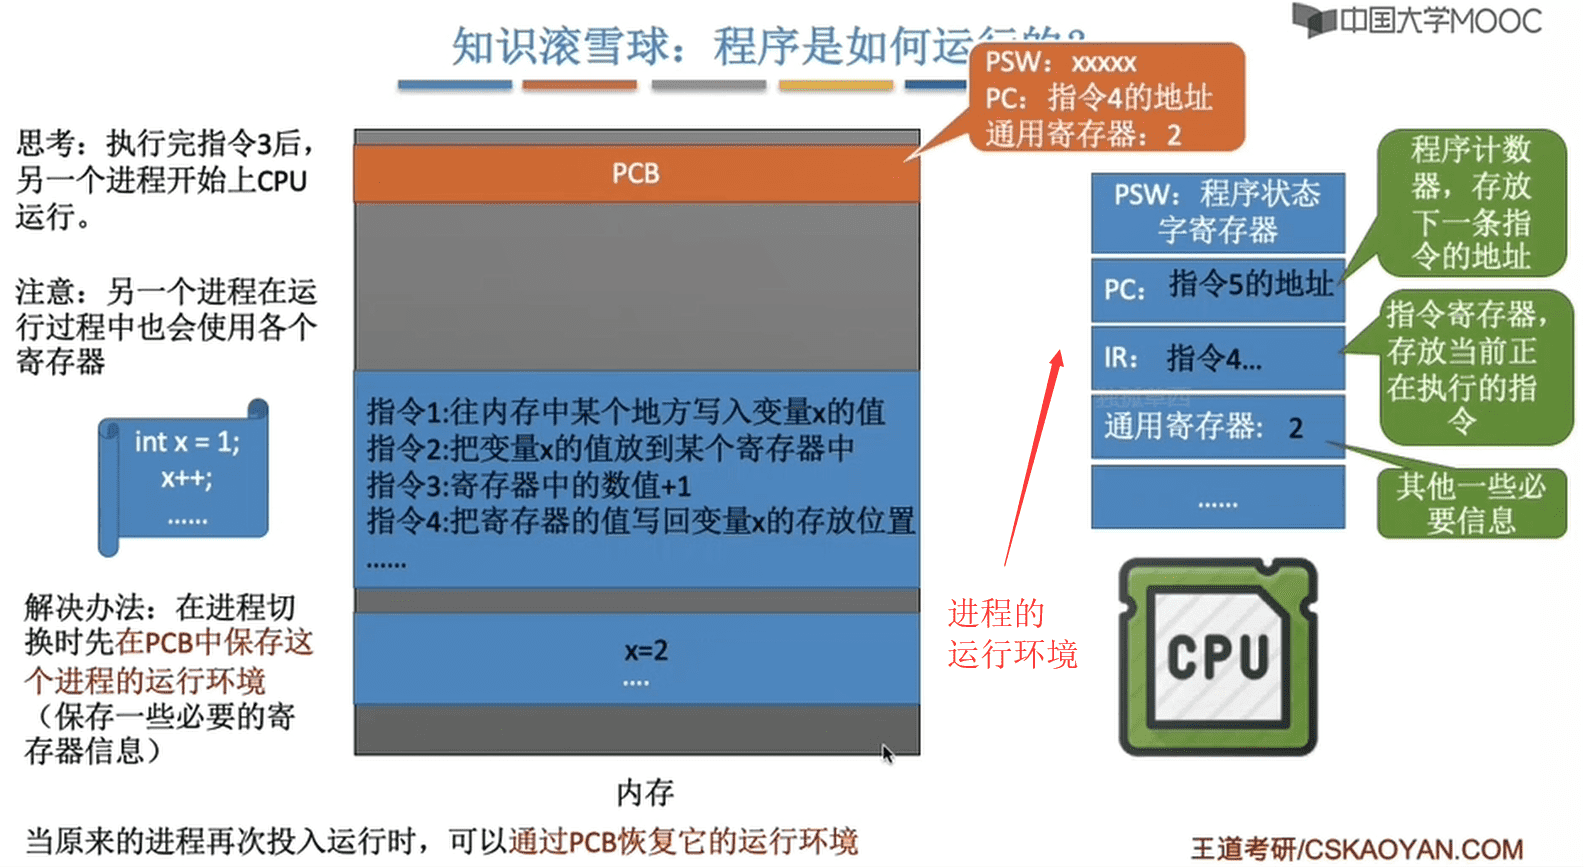 中国大学MOOC
知识滚雪球：程序是如何运行的？
PSW：xxxxx
PC：指令4的地址
通用寄存器：2
思考：执行完指令3后，
另一个进程开始上CPU
运行。
注意：另一个进程在运
行过程中也会使用各个
寄存器
int x = 1;
x++;
……
解决办法：在进程切
换时先在PCB中保存这
个进程的运行环境
（保存一些必要的寄
存器信息）
PCB
指令1:往内存中某个地方写入变量x的值
指令2:把变量x的值放到某个寄存器中
指令3:寄存器中的数值+1
指令4:把寄存器的值写回变量x的存放位置
……
x=2
....
内存
进程的
运行环境
PSW：程序状态
字寄存器
PC：指令5的地址
IR：指令4...
通用寄存器：2
……
程序计数
器，存放
下一条指
令的地址
指令寄存器，
存放当前正
在执行的指
令
其他一些必
要信息
CPU
当原来的进程再次投入运行时，可以通过PCB恢复它的运行环境
王道考研/CSKAOYAN.COM